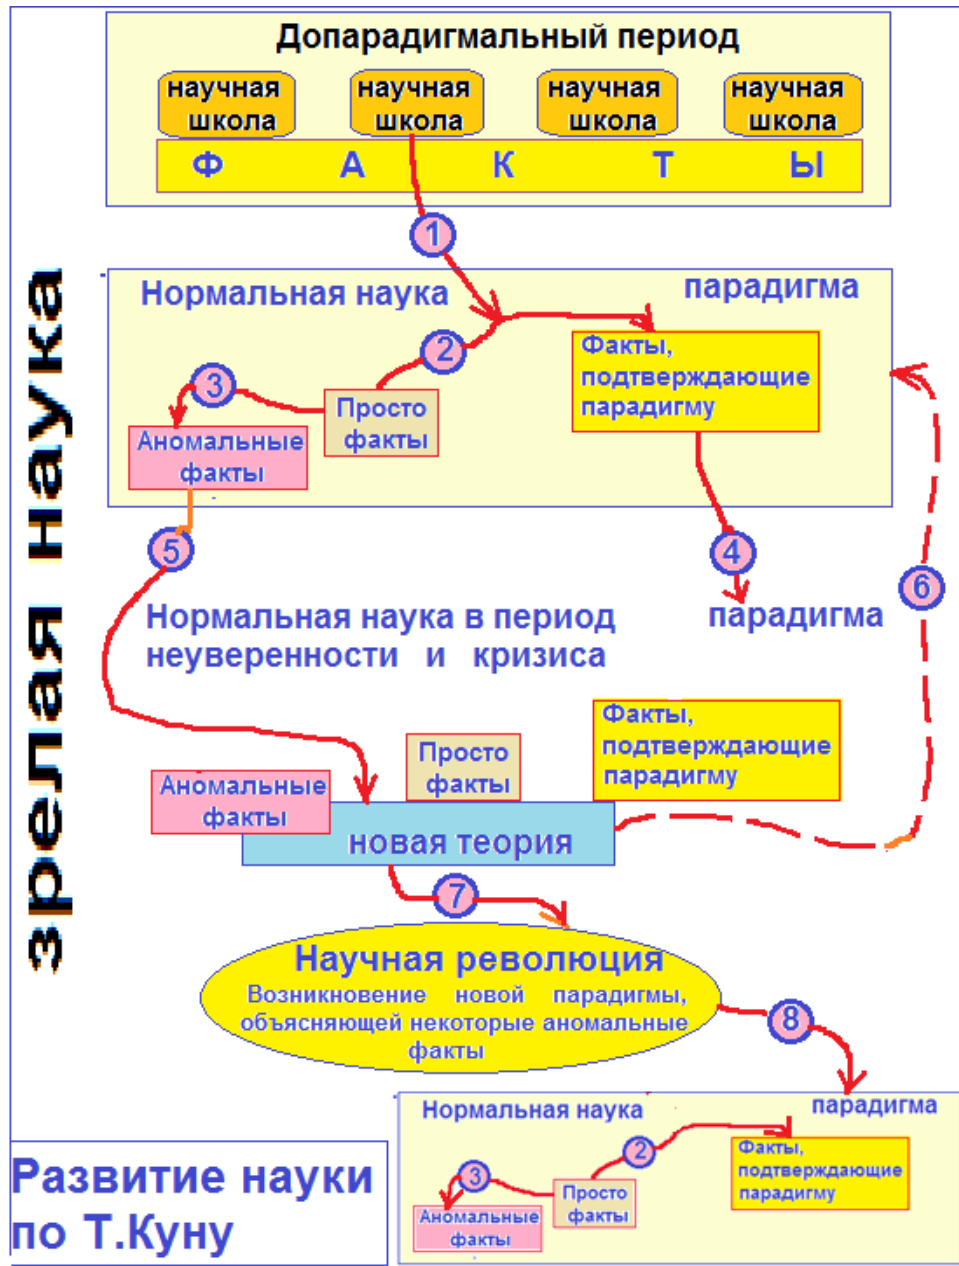 Допарадигмальный период
научная школа
научная школа
научная школа
научная школа
Ф А К Т Ы
1
зрелая наука
Нормальная наука
парадигма
2
3
Факты,
подтверждающие
парадигму
Просто
факты
Аномальные
факты
5
4
6
парадигма
Нормальная наука в период
неуверенности и кризиса
Факты,
подтверждающие
парадигму
Просто
факты
Аномальные
факты
новая теория
7
Научная революция
Возникновение новой парадигмы,
объясняющей некоторые аномальные
факты
8
Нормальная наука
парадигма
2
3
Факты,
подтверждающие
парадигму
Просто
факты
Аномальные
факты
Развитие науки
по Т.Куну